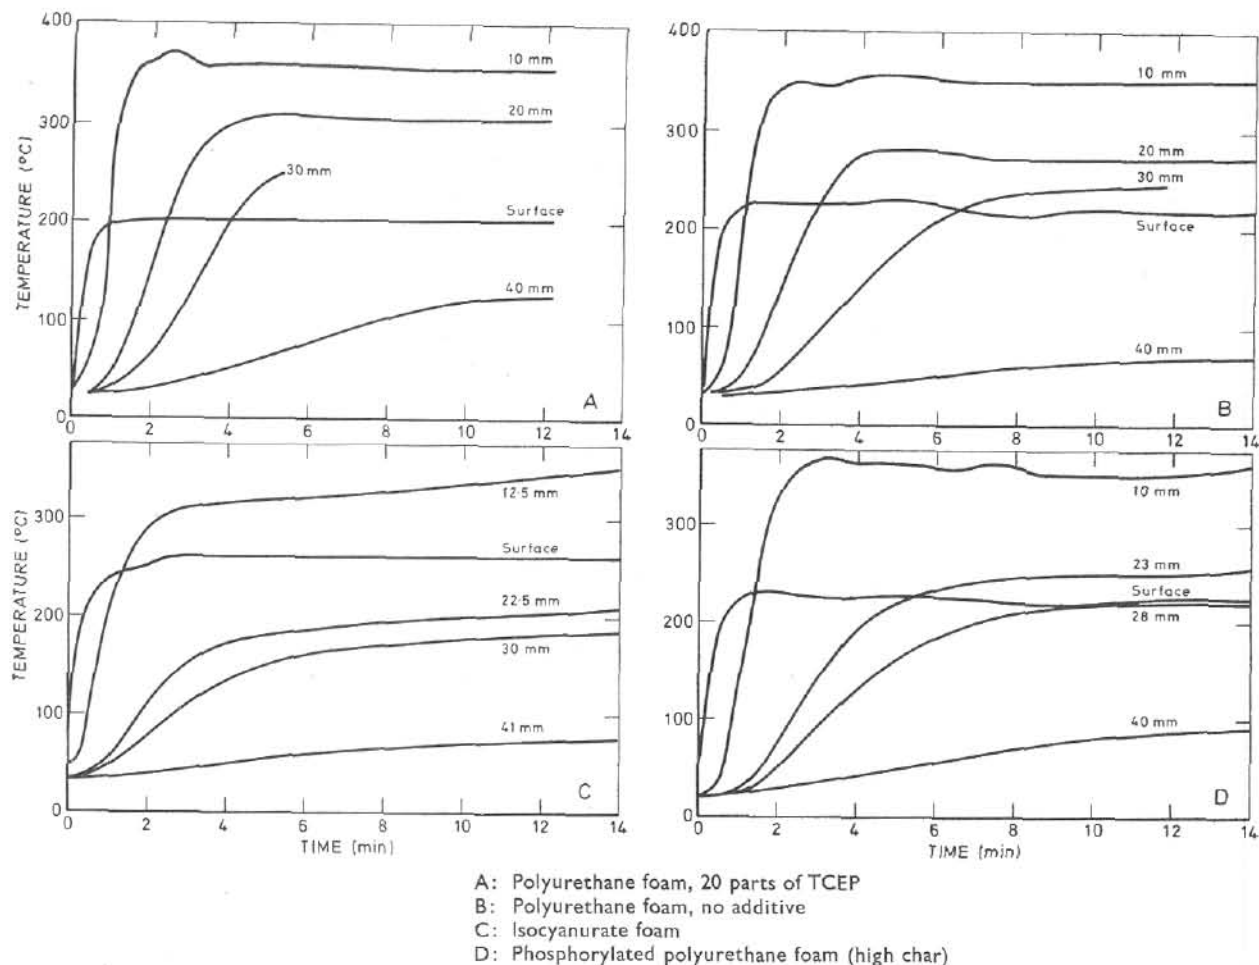 400
400
10 mm
10 mm
300
20 mm
300
20 mm
30 mm
30 mm
TEMPERATURE (°C)
TEMPERATURE (°C)
200
Surface
200
Surface
40 mm
100
100
40 mm
A
B
0
0
0 2 4 6 8 10 12 14
0 2 4 6 8 10 12 14
12·5 mm
10 mm
300
300
Surface
23 mm
22·5 mm
Surface
TEMPERATURE (°C)
200
200
28 mm
30 mm
41 mm
40 mm
100
100
C
D
0
0
0 2 4 6 8 10 12 14
0 2 4 6 8 10 12 14
TIME (min)
TIME (min)
A: Polyurethane foam, 20 parts of TCEP
B: Polyurethane foam, no additive
C: Isocyanurate foam
D: Phosphorylated polyurethane foam (high char)